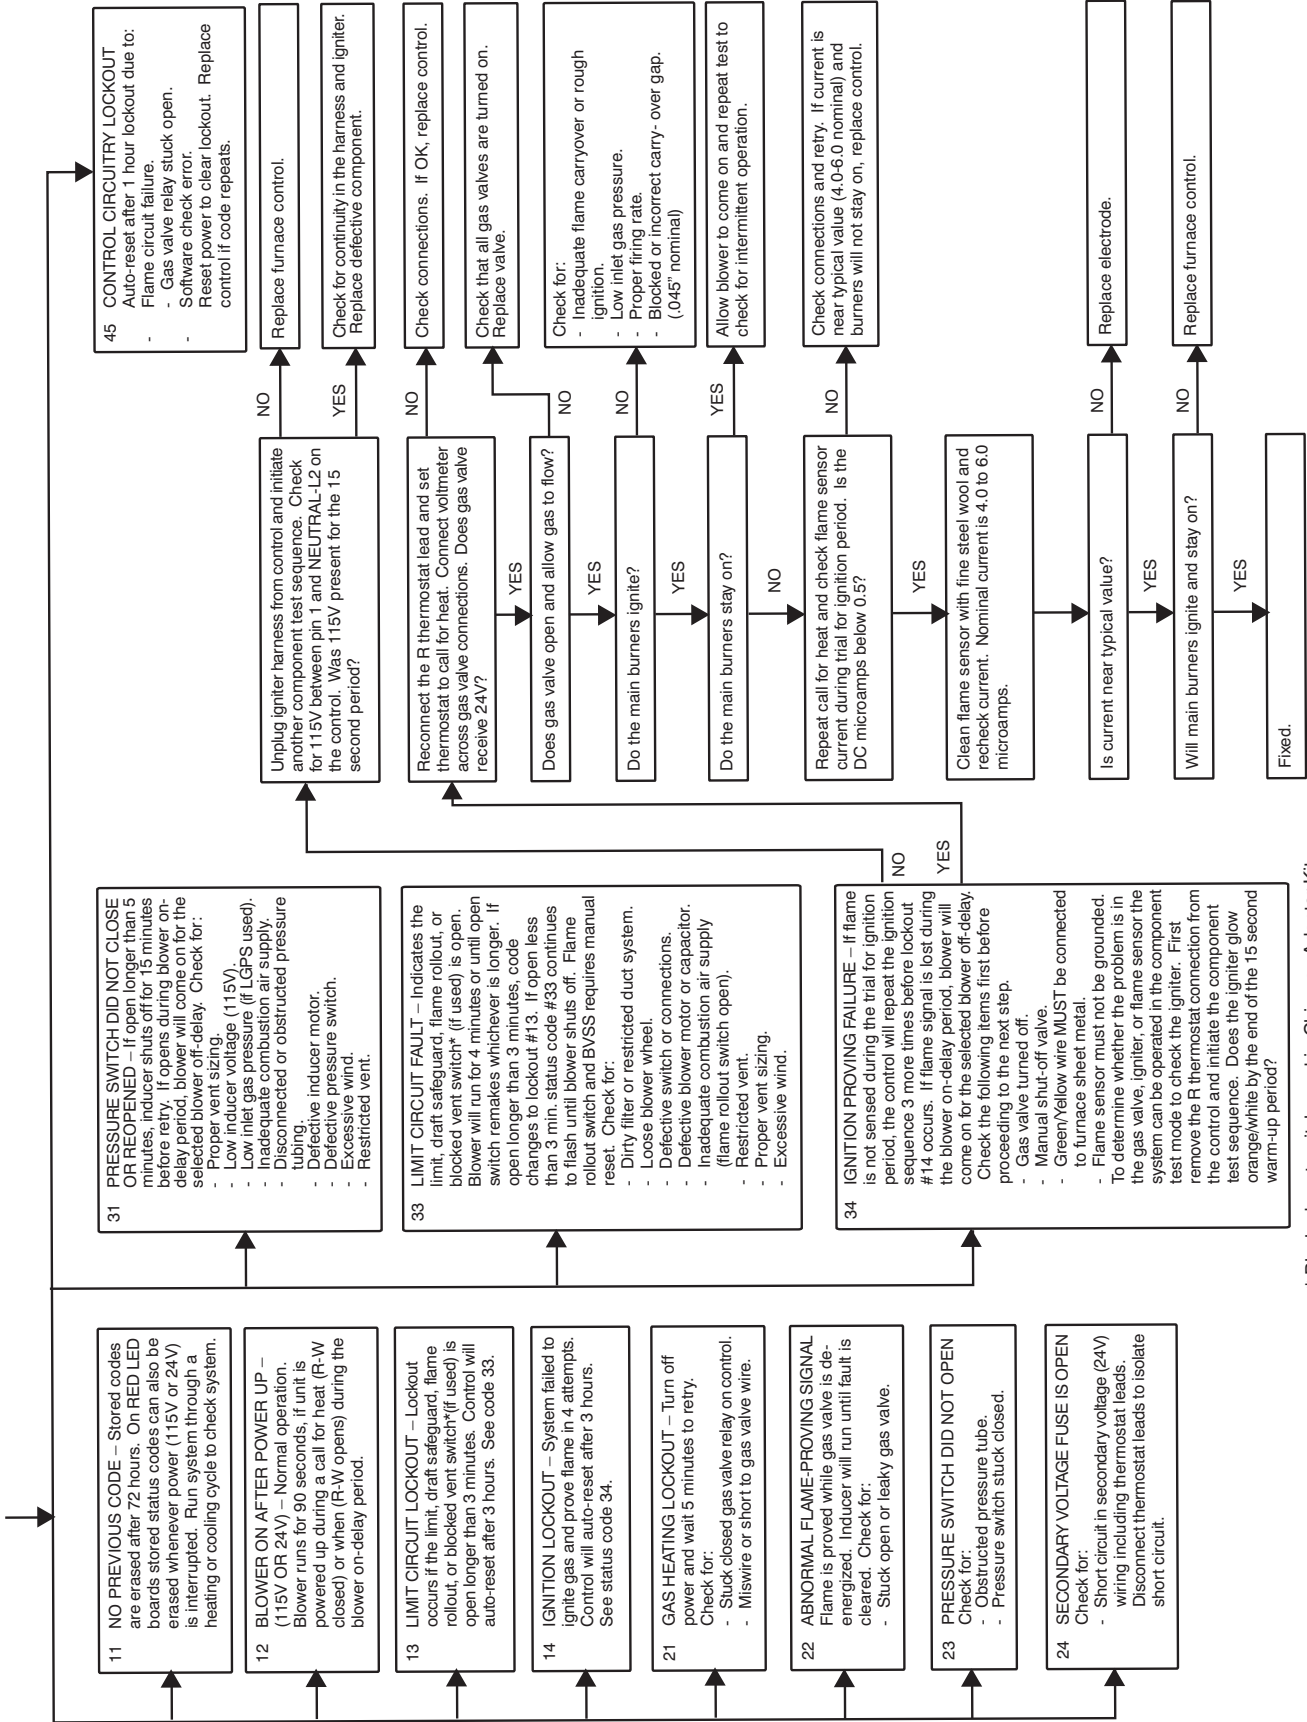 11 NO PREVIOUS CODE – Stored codes
are erased after 72 hours. On RED LED
boards stored status codes can also be
erased whenever power (115V or 24V)
is interrupted. Run system through a
heating or cooling cycle to check system.
12 BLOWER ON AFTER POWER UP –
(115V OR 24V) – Normal operation.
Blower runs for 90 seconds, if unit is
powered up during a call for heat (R-W
closed) or when (R-W opens) during the
blower on-delay period.
13 LIMIT CIRCUIT LOCKOUT – Lockout
occurs if the limit, draft safeguard, flame
rollout, or blocked vent switch*(if used) is
open longer than 3 minutes. Control will
auto-reset after 3 hours. See code 33.
14 IGNITION LOCKOUT – System failed to
ignite gas and prove flame in 4 attempts.
Control will auto-reset after 3 hours.
See status code 34.
21 GAS HEATING LOCKOUT – Turn off
power and wait 5 minutes to retry.
Check for:
- Stuck closed gas valve relay on control.
- Miswire or short to gas valve wire.
22 ABNORMAL FLAME-PROVING SIGNAL
Flame is proved while gas valve is de-
energized. Inducer will run until fault is
cleared. Check for:
- Stuck open or leaky gas valve.
23 PRESSURE SWITCH DID NOT OPEN
Check for:
- Obstructed pressure tube.
- Pressure switch stuck closed.
24 SECONDARY VOLTAGE FUSE IS OPEN
Check for:
- Short circuit in secondary voltage (24V)
wiring including thermostat leads.
Disconnect thermostat leads to isolate
short circuit.
31 PRESSURE SWITCH DID NOT CLOSE
OR REOPENED – If open longer than 5
minutes, inducer shuts off for 15 minutes
before retry. If opens during blower on-
delay period, blower will come on for the
selected blower off-delay. Check for:
- Proper vent sizing.
- Low inducer voltage (115V).
- Low inlet gas pressure (if LGPS used).
- Inadequate combustion air supply.
- Disconnected or obstructed pressure
tubing.
- Defective inducer motor.
- Defective pressure switch.
- Excessive wind.
- Restricted vent.
33 LIMIT CIRCUIT FAULT – Indicates the
limit, draft safeguard, flame rollout, or
blocked vent switch* (if used) is open.
Blower will run for 4 minutes or until open
switch remakes whichever is longer. If
open longer than 3 minutes, code
changes to lockout #13. If open less
than 3 min. status code #33 continues
to flash until blower shuts off. Flame
rollout switch and BVSS requires manual
reset. Check for:
- Dirty filter or restricted duct system.
- Loose blower wheel.
- Defective switch or connections.
- Defective blower motor or capacitor.
- Inadequate combustion air supply
(flame rollout switch open).
- Restricted vent.
- Proper vent sizing.
- Excessive wind.
34 IGNITION PROVING FAILURE – If flame
is not sensed during the trial for ignition
period, the control will repeat the ignition
sequence 3 more times before lockout
#14 occurs. If flame signal is lost during
the blower on-delay period, blower will
come on for the selected blower off-delay.
Check the following items first before
proceeding to the next step.
- Gas valve turned off.
- Manual shut-off valve.
- Green/Yellow wire MUST be connected
to furnace sheet metal.
- Flame sensor must not be grounded.
To determine whether the problem is in
the gas valve, igniter, or flame sensor the
system can be operated in the component
test mode to check the igniter. First
remove the R thermostat connection from
the control and initiate the component
test sequence. Does the igniter glow
orange/white by the end of the 15 second
warm-up period?
NO
YES
45 CONTROL CIRCUITRY LOCKOUT
Auto-reset after 1 hour lockout due to:
- Flame circuit failure.
- Gas valve relay stuck open.
- Software check error.
Reset power to clear lockout. Replace
control if code repeats.
Unplug igniter harness from control and initiate
another component test sequence. Check
for 115V between pin 1 and NEUTRAL-L2 on
the control. Was 115V present for the 15
second period?
NO
Replace furnace control.
YES
Check for continuity in the harness and igniter.
Replace defective component.
Reconnect the R thermostat lead and set
thermostat to call for heat. Connect voltmeter
across gas valve connections. Does gas valve
receive 24V?
NO
Check connections. If OK, replace control.
YES
Does gas valve open and allow gas to flow?
NO
Check that all gas valves are turned on.
Replace valve.
YES
Do the main burners ignite?
NO
Check for:
- Inadequate flame carryover or rough
ignition.
- Low inlet gas pressure.
- Proper firing rate.
- Blocked or incorrect carry- over gap.
(.045" nominal)
YES
Do the main burners stay on?
YES
Allow blower to come on and repeat test to
check for intermittent operation.
NO
Repeat call for heat and check flame sensor
current during trial for ignition period. Is the
DC microamps below 0.5?
NO
Check connections and retry. If current is
near typical value (4.0-6.0 nominal) and
burners will not stay on, replace control.
YES
Clean flame sensor with fine steel wool and
recheck current. Nominal current is 4.0 to 6.0
microamps.
Is current near typical value?
NO
Replace electrode.
YES
Will main burners ignite and stay on?
NO
Replace furnace control.
YES
Fixed.